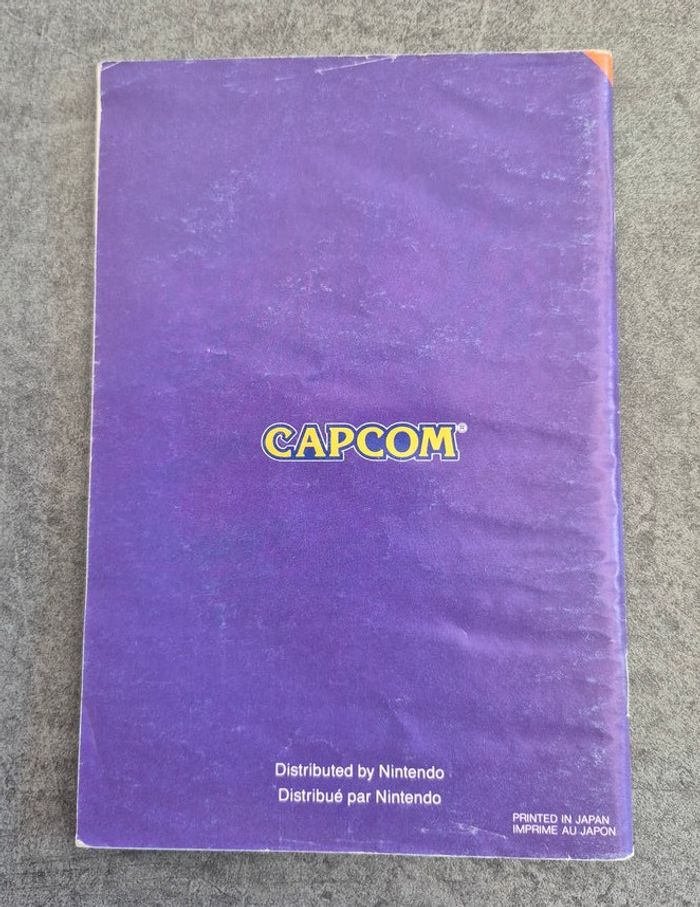 CAPCOM®
Distributed by Nintendo
Distribué par Nintendo
PRINTED IN JAPAN
IMPRIME AU JAPON